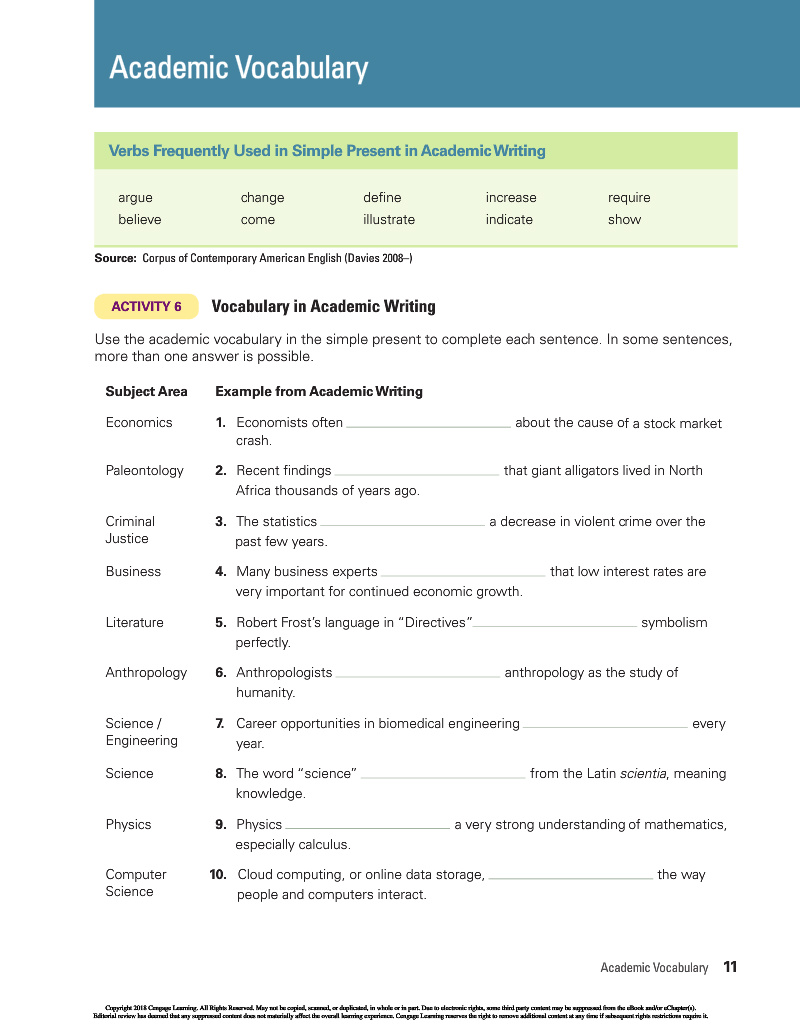 Academic Vocabulary
Verbs Frequently Used in Simple Present in Academic Writing
argue change define increase require
believe come illustrate indicate show
Source: Corpus of Contemporary American English (Davies 2008–)
ACTIVITY 6 Vocabulary in Academic Writing
Use the academic vocabulary in the simple present to complete each sentence. In some sentences,
more than one answer is possible.
Subject Area Example from Academic Writing
Economics 1. Economists often ______ about the cause of a stock market
crash.
Paleontology 2. Recent findings ______ that giant alligators lived in North
Africa thousands of years ago.
Criminal 3. The statistics ______ a decrease in violent crime over the
Justice past few years.
Business 4. Many business experts ______ that low interest rates are
very important for continued economic growth.
Literature 5. Robert Frost's language in “Directives” ______ symbolism
perfectly.
Anthropology 6. Anthropologists ______ anthropology as the study of
humanity.
Science / 7. Career opportunities in biomedical engineering ______ every
Engineering year.
Science 8. The word “science” ______ from the Latin scientia, meaning
knowledge.
Physics 9. Physics ______ a very strong understanding of mathematics,
especially calculus.
Computer 10. Cloud computing, or online data storage, ______ the way
Science people and computers interact.
Academic Vocabulary 11
Copyright 2018 Cengage Learning. All Rights Reserved. May not be copied, scanned, or duplicated, in whole or in part. Due to electronic rights, some third party content may be suppressed from the eBook and/or eChapter(s).
Editorial review has deemed that any suppressed content does not materially affect the overall learning experience. Cengage Learning reserves the right to remove additional content at any time if subsequent rights restrictions require it.